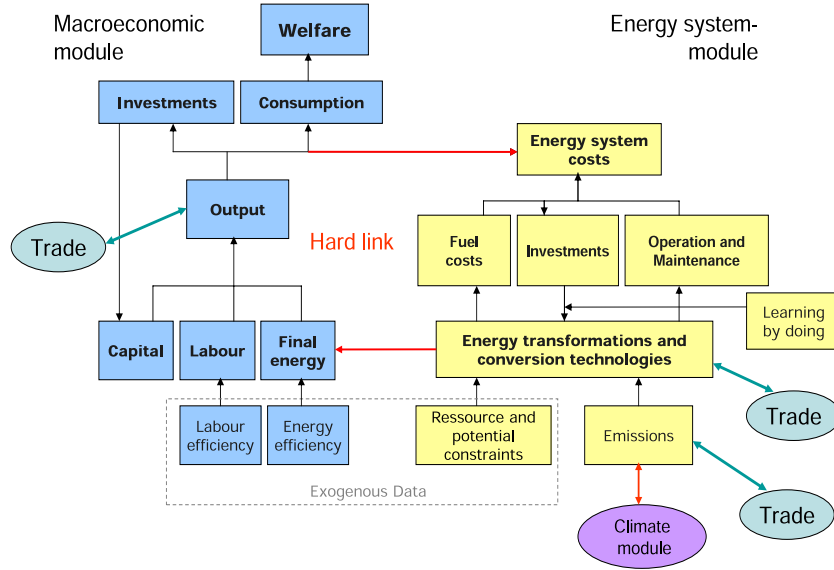 Macroeconomic
module
Welfare
Energy system-
module
Investments
Consumption
Energy system
costs
Output
Trade
Hard link
Fuel
costs
Investments
Operation and
Maintenance
Learning
by doing
Capital
Labour
Final
energy
Energy transformations and
conversion technologies
Trade
Labour
efficiency
Energy
efficiency
Ressource and
potential
constraints
Emissions
Exogenous Data
Trade
Climate
module